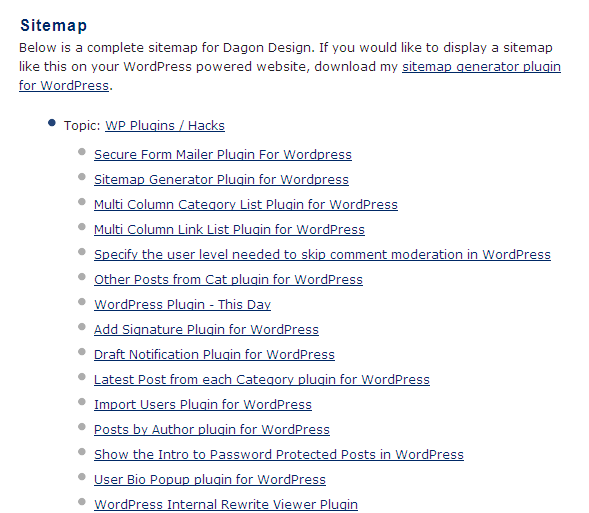 Sitemap
Below is a complete sitemap for Dagon Design. If you would like to display a sitemap
like this on your WordPress powered website, download my sitemap generator plugin
for WordPress.
Topic: WP Plugins / Hacks
Secure Form Mailer Plugin For Wordpress
Sitemap Generator Plugin for Wordpress
Multi Column Category List Plugin for WordPress
Multi Column Link List Plugin for WordPress
Specify the user level needed to skip comment moderation in WordPress
Other Posts from Cat plugin for WordPress
WordPress Plugin - This Day
Add Signature Plugin for WordPress
Draft Notification Plugin for WordPress
Latest Post from each Category plugin for WordPress
Import Users Plugin for WordPress
Posts by Author plugin for WordPress
Show the Intro to Password Protected Posts in WordPress
User Bio Popup plugin for WordPress
WordPress Internal Rewrite Viewer Plugin